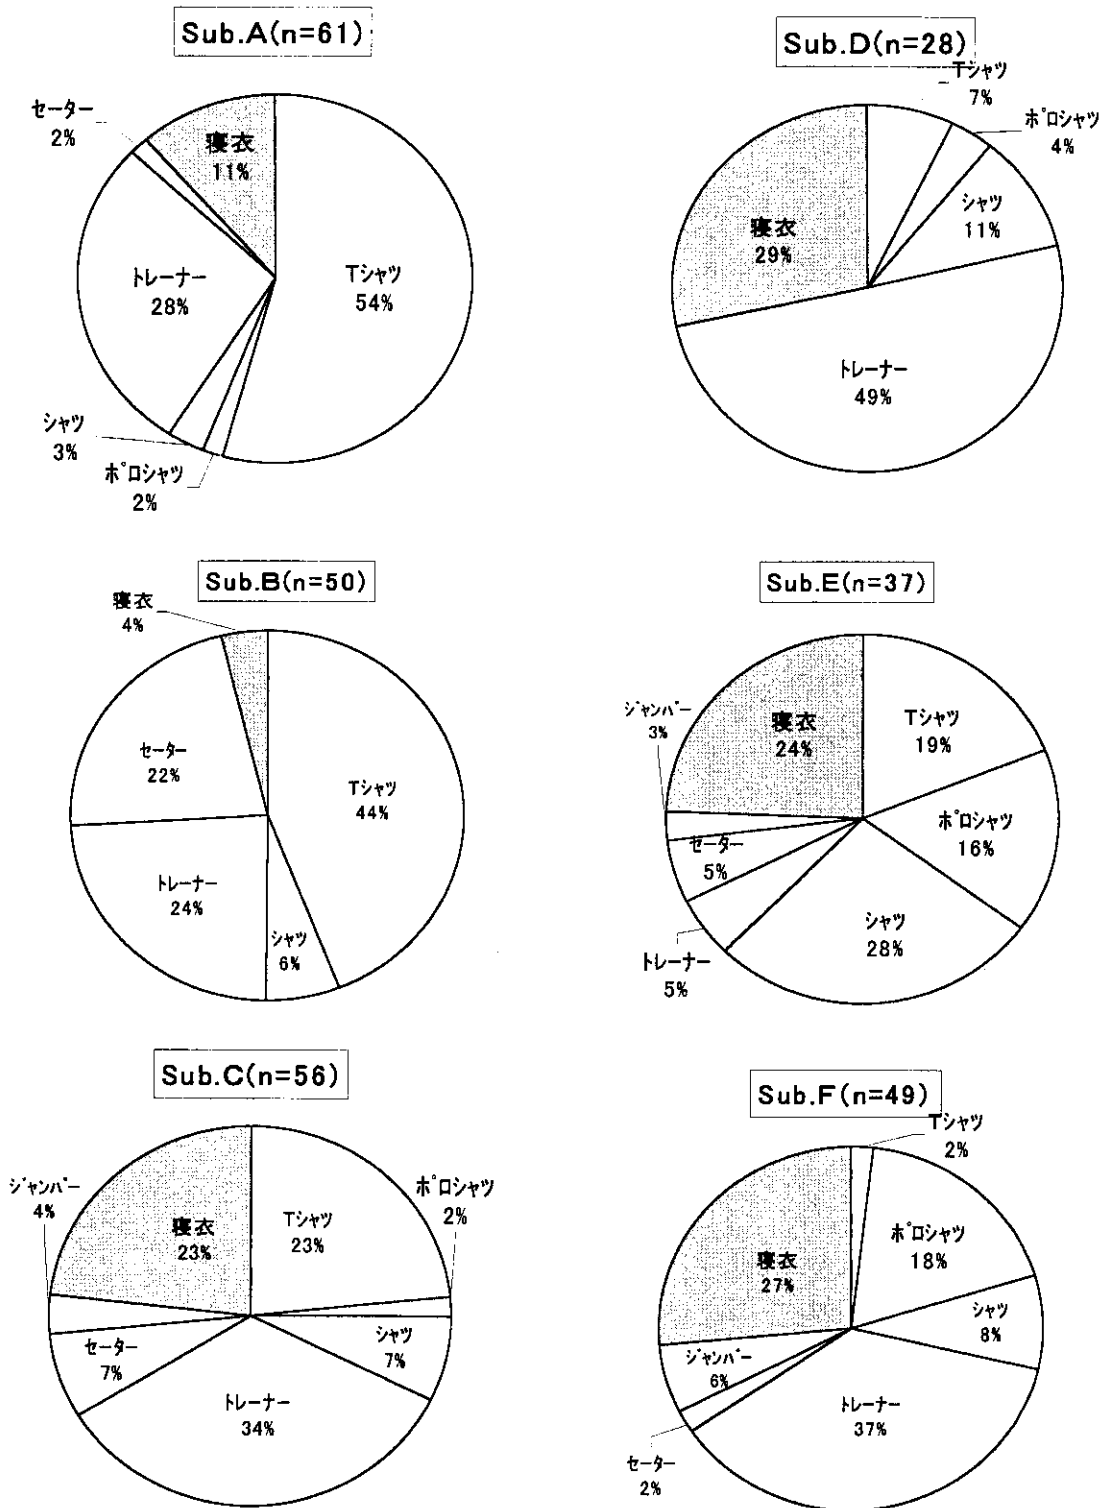 Sub.A(n=61)
セーター
2%
寝衣
11%
トレーナー
28%
Tシャツ
54%
シャツ
3%
ポロシャツ
2%
Sub.D(n=28)
Tシャツ
7%
ポロシャツ
4%
シャツ
11%
寝衣
29%
トレーナー
49%
Sub.B(n=50)
寝衣
4%
セーター
22%
Tシャツ
44%
トレーナー
24%
シャツ
6%
Sub.E(n=37)
ジャンパー
3%
寝衣
24%
Tシャツ
19%
ポロシャツ
16%
セーター
5%
シャツ
28%
トレーナー
5%
Sub.C(n=56)
ジャンパー
4%
寝衣
23%
Tシャツ
23%
ポロシャツ
2%
シャツ
7%
セーター
7%
トレーナー
34%
Sub.F(n=49)
Tシャツ
2%
ポロシャツ
18%
寝衣
27%
シャツ
8%
ジャンパー
6%
トレーナー
37%
セーター
2%